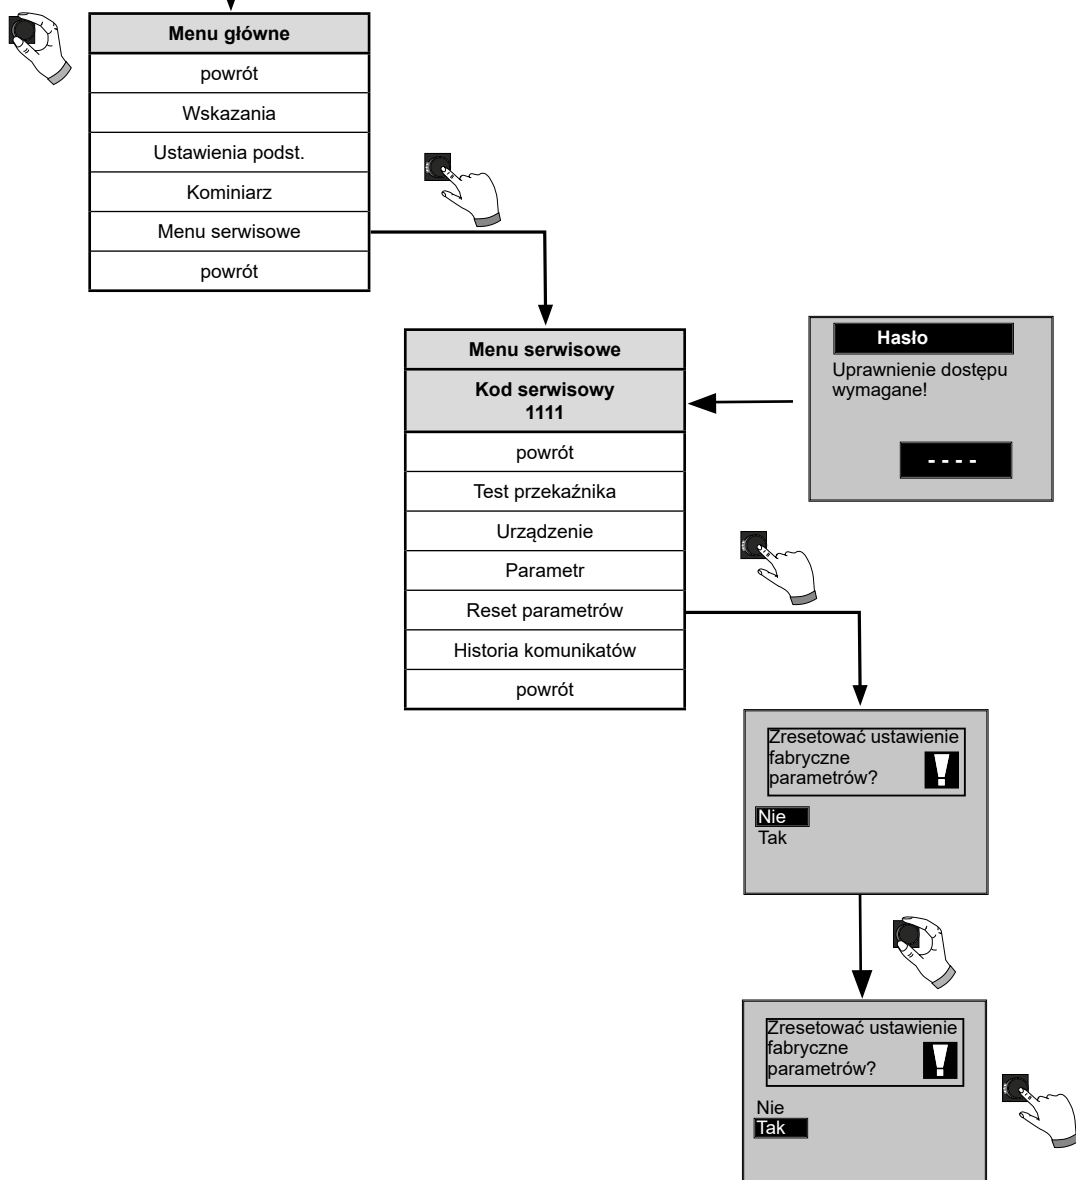 Menu główne
powrót
Wskazania
Ustawienia podst.
Kominiarz
Menu serwisowe
powrót
Menu serwisowe
Kod serwisowy
1111
powrót
Test przekaźnika
Urządzenie
Parametr
Reset parametrów
Historia komunikatów
powrót
Hasło
Uprawnienie dostępu
wymagane!
- - - -
Zresetować ustawienie
fabryczne
parametrów?
Nie
Tak
Zresetować ustawienie
fabryczne
parametrów?
Nie
Tak